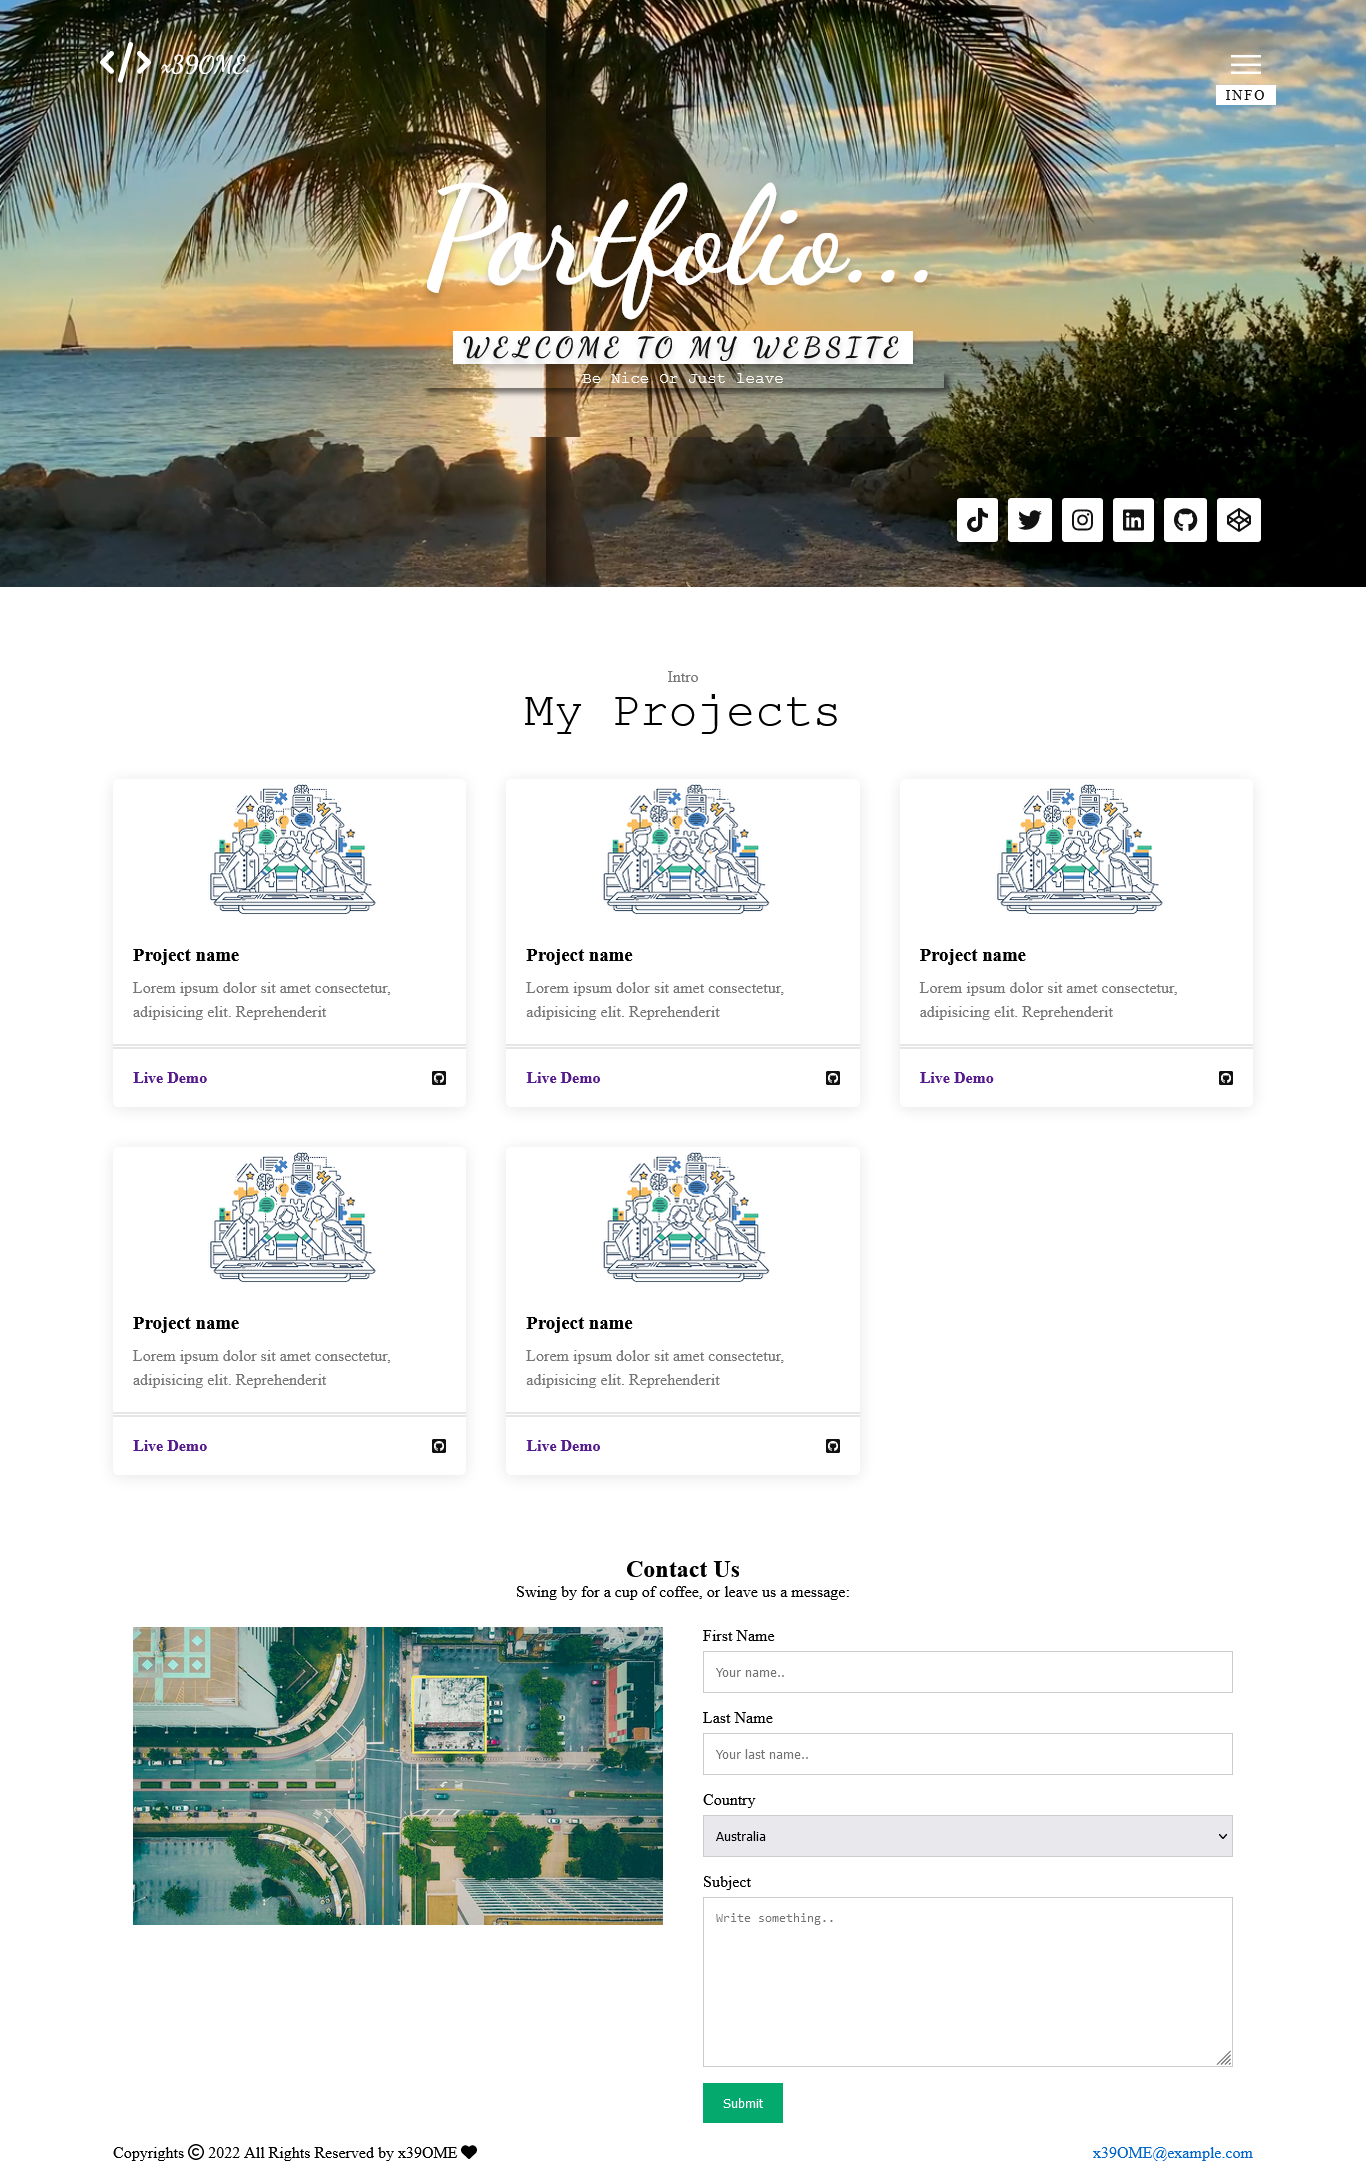 x39OME.
INFO
Portfolio...
WELCOME TO MY WEBSITE
Be Nice Or Just leave
Intro
My Projects
Project name
Lorem ipsum dolor sit amet consectetur,
adipisicing elit. Reprehenderit
Live Demo
Project name
Lorem ipsum dolor sit amet consectetur,
adipisicing elit. Reprehenderit
Live Demo
Project name
Lorem ipsum dolor sit amet consectetur,
adipisicing elit. Reprehenderit
Live Demo
Project name
Lorem ipsum dolor sit amet consectetur,
adipisicing elit. Reprehenderit
Live Demo
Project name
Lorem ipsum dolor sit amet consectetur,
adipisicing elit. Reprehenderit
Live Demo
Contact Us
Swing by for a cup of coffee, or leave us a message:
First Name
Your name..
Last Name
Your last name..
Country
Australia
Subject
Write something..
Submit
Copyrights © 2022 All Rights Reserved by x39OME
x39OME@example.com